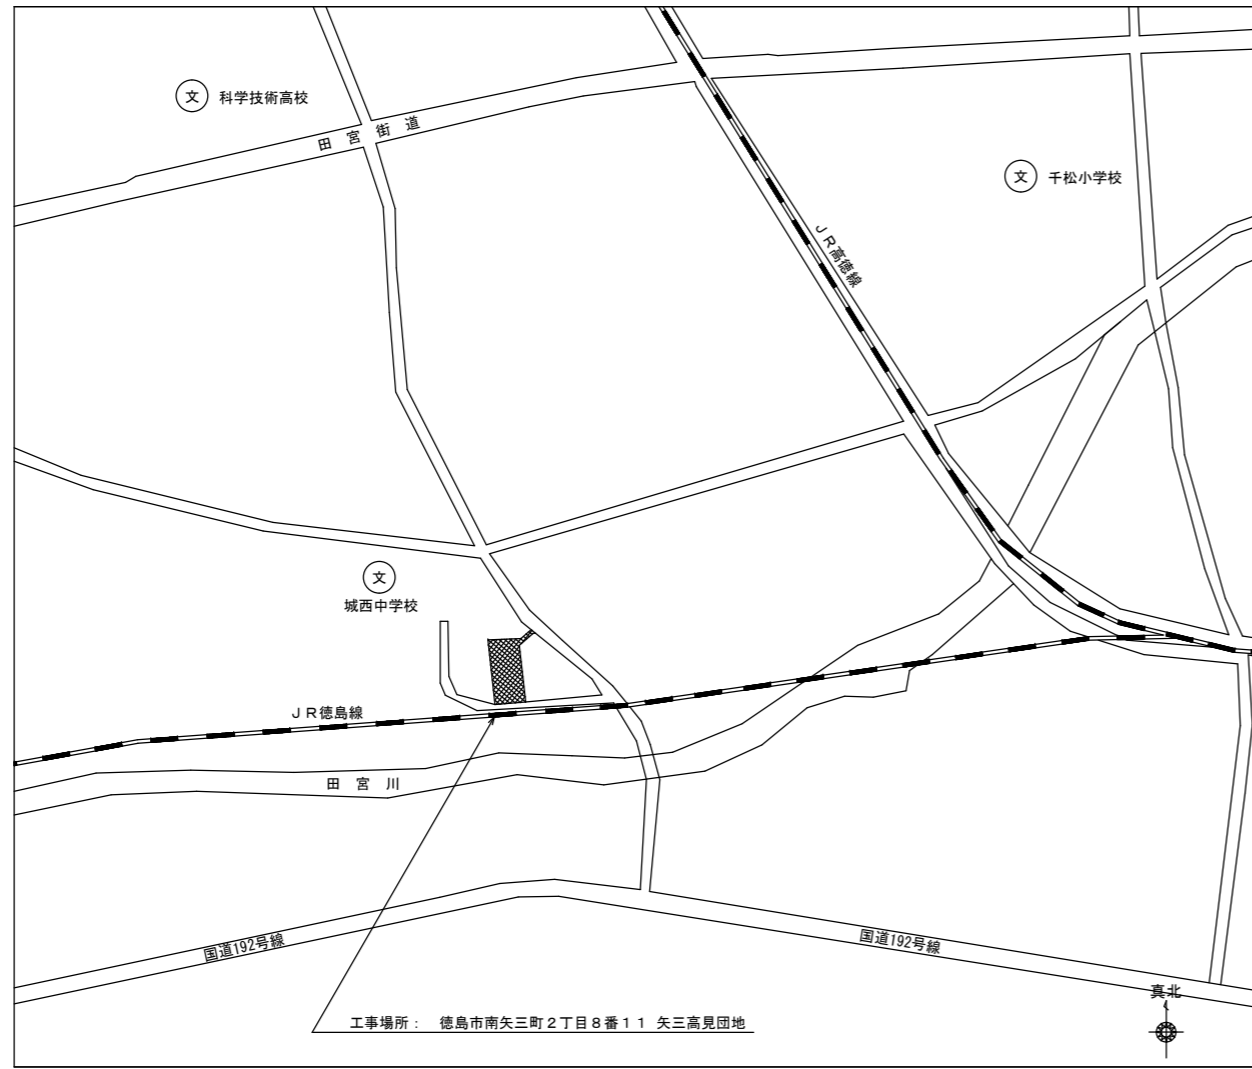 文 科学技術高校
田宮街道
文 千松小学校
ＪＲ高徳線
文
城西中学校
ＪＲ徳島線
田宮川
国道192号線
国道192号線
真北
工事場所： 徳島市南矢三町２丁目８番１１ 矢三高見団地